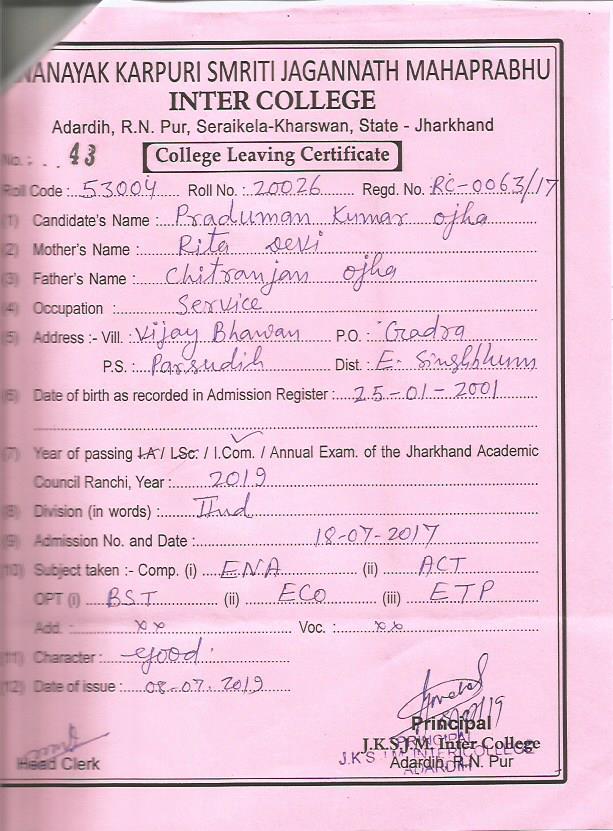 NANAYAK KARPURI SMRITI JAGANNATH MAHAPRABHU
INTER COLLEGE
Adardih, R.N. Pur, Seraikela-Kharswan, State - Jharkhand
No. : 43 College Leaving Certificate
Roll Code : 53004 Roll No. : 20026 Regd. No. RC-0063/17
(1) Candidate's Name : Praduman Kumar ojha
(2) Mother's Name : Rita Devi
(3) Father's Name : Chitranjan ojha
(4) Occupation : Service
(5) Address :- Vill. Vijay Bhawan P.O. : Gadra
P.S. : Parsudih Dist. : E. Singhbhum
(6) Date of birth as recorded in Admission Register : 25-01-2001
(7) Year of passing I.A / I.Sc. / I.Com. / Annual Exam. of the Jharkhand Academic
Council Ranchi, Year : 2019
(8) Division (in words) : IInd
(9) Admission No. and Date : 18-07-2017
(10) Subject taken :- Comp. (i) ENA (ii) ACT
OPT (i) BST (ii) ECO (iii) ETP
Add. : xx Voc. : xx
(11) Character : Good
(12) Date of issue : 08-07-2019
Principal
PRINCIPAL
J.K.S.J.M. Inter College
J.K.S.J.M. INTER COLLEGE
Head Clerk Adardih, R.N. Pur
ADARDIH